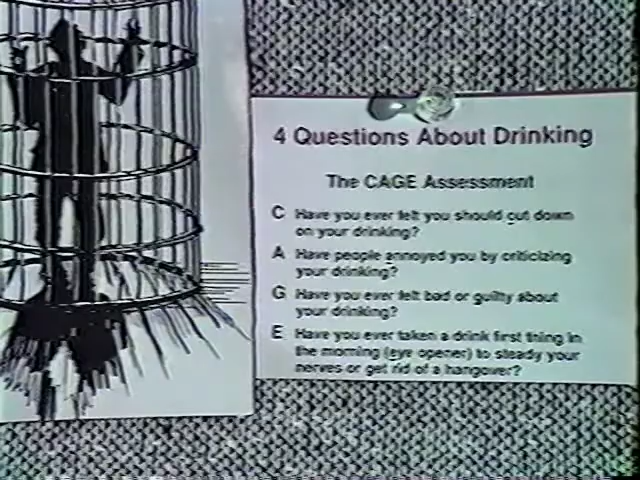 4 Questions About Drinking
The CAGE Assessment
C Have you ever felt you should cut down
on your drinking?
A Have people annoyed you by criticizing
your drinking?
G Have you ever felt bad or guilty about
your drinking?
E Have you ever taken a drink first thing in
the morning (eye opener) to steady your
nerves or get rid of a hangover?